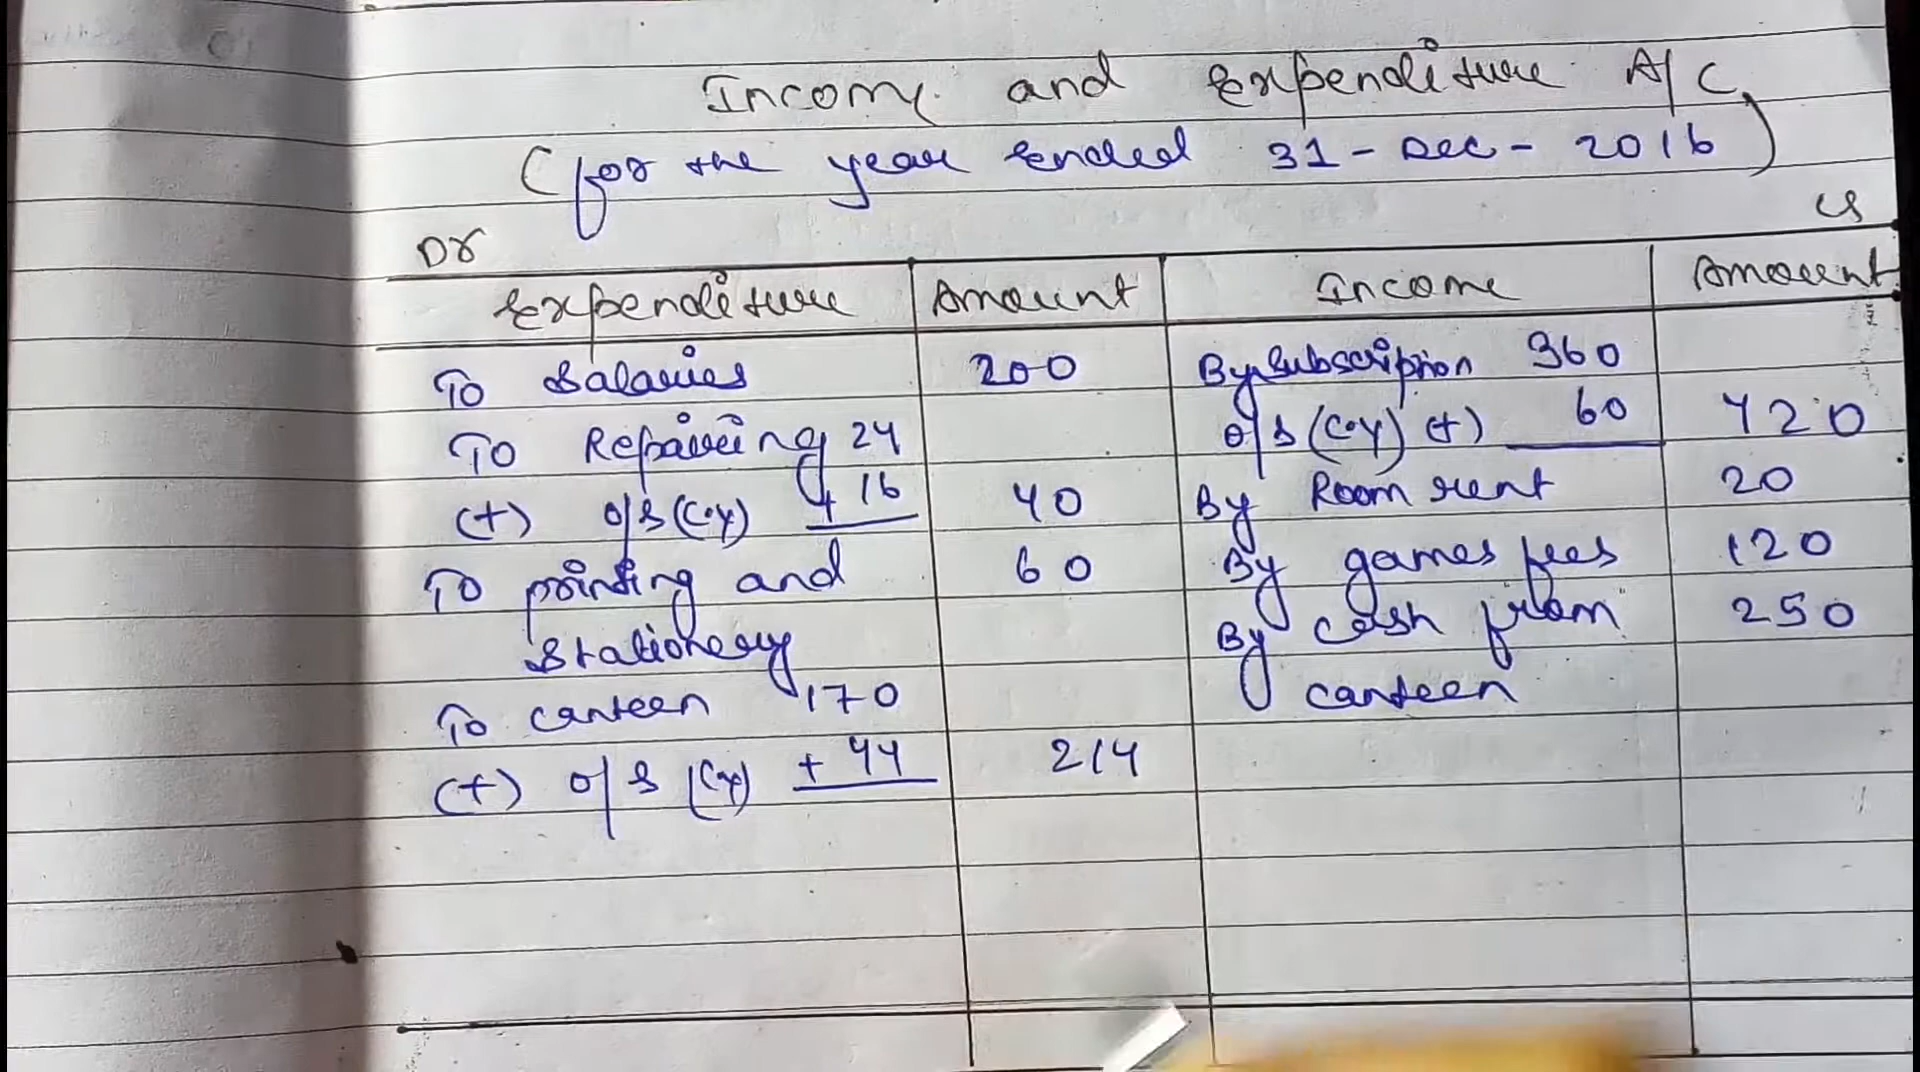 Income and Expenditure A/C
(for the year ended 31-Dec-2016)
Dr Cr
Expenditure Amount Income Amount
To Salaries 200 By Subscription 360
To Repairing 24 o/s (C.Y) (+) 60 420
(+) o/s (C.Y) + 16 40 By Room rent 20
To printing and 60 By games fees 120
Stationery By cash from 250
To canteen 170 canteen
(+) o/s (C.Y) + 44 214